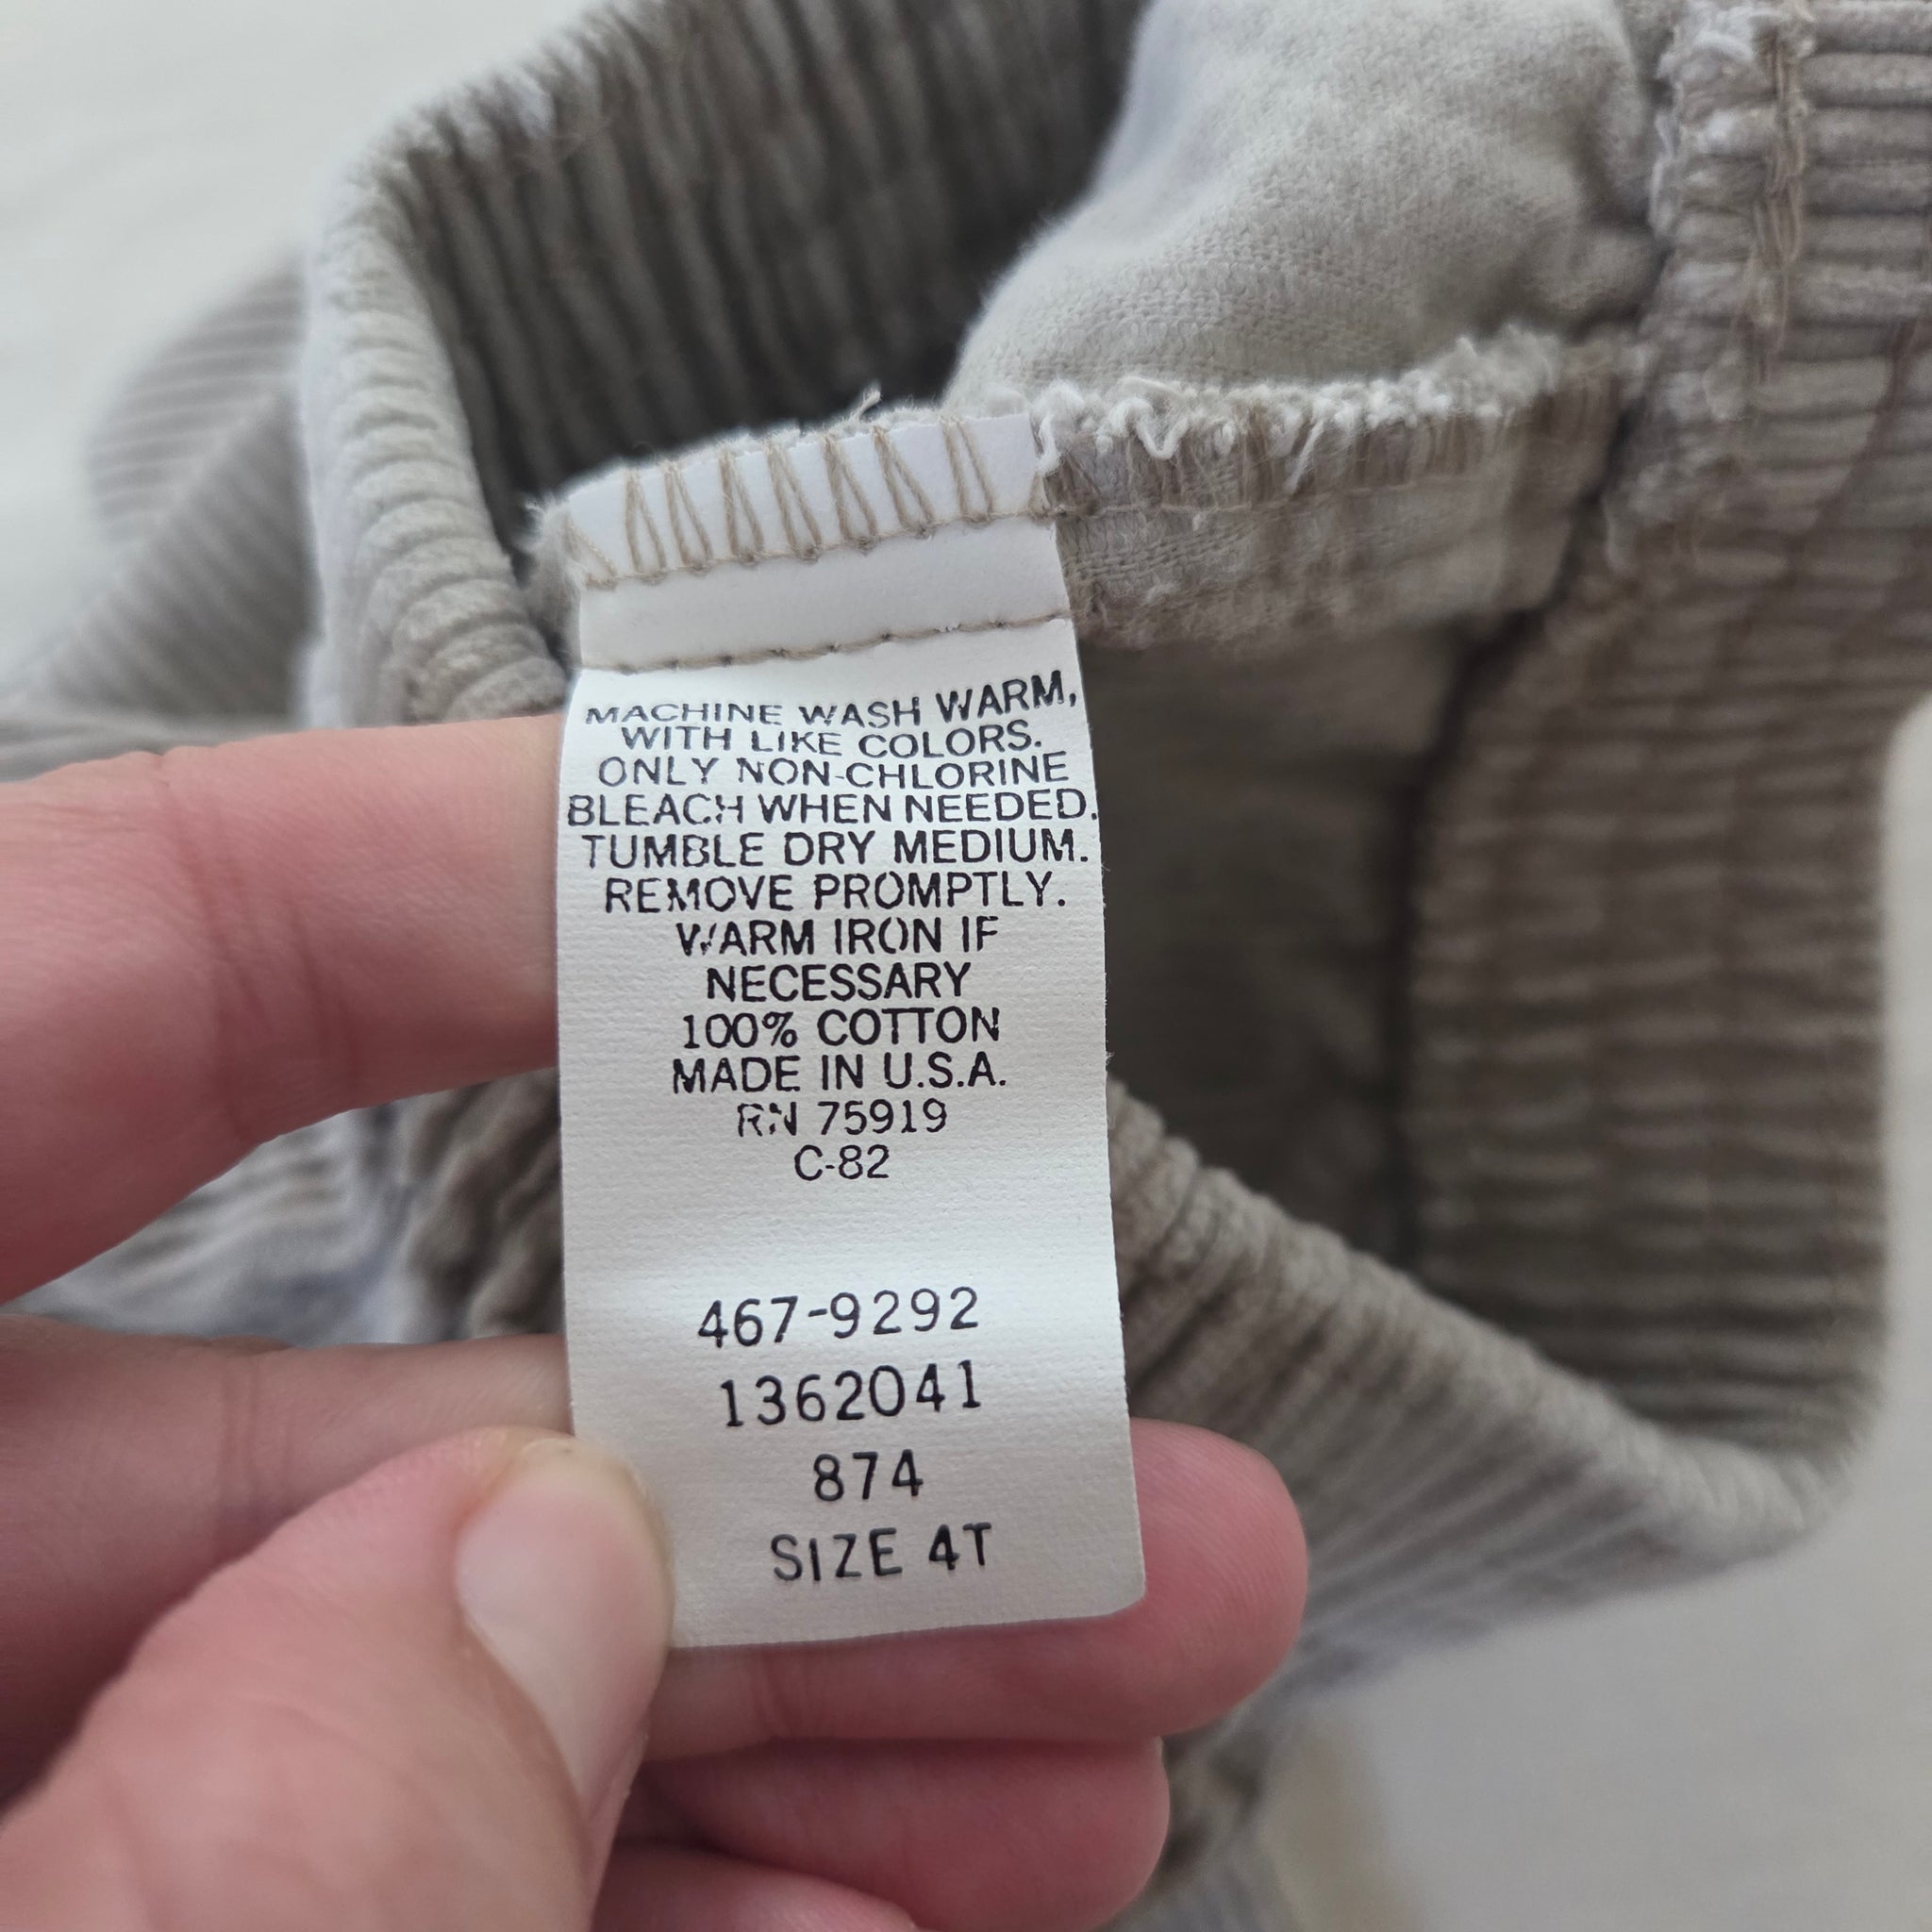 MACHINE WASH WARM,
WITH LIKE COLORS.
ONLY NON-CHLORINE
BLEACH WHEN NEEDED.
TUMBLE DRY MEDIUM.
REMOVE PROMPTLY.
WARM IRON IF
NECESSARY
100% COTTON
MADE IN U.S.A.
RN 75919
C-82
467-9292
1362041
874
SIZE 4T